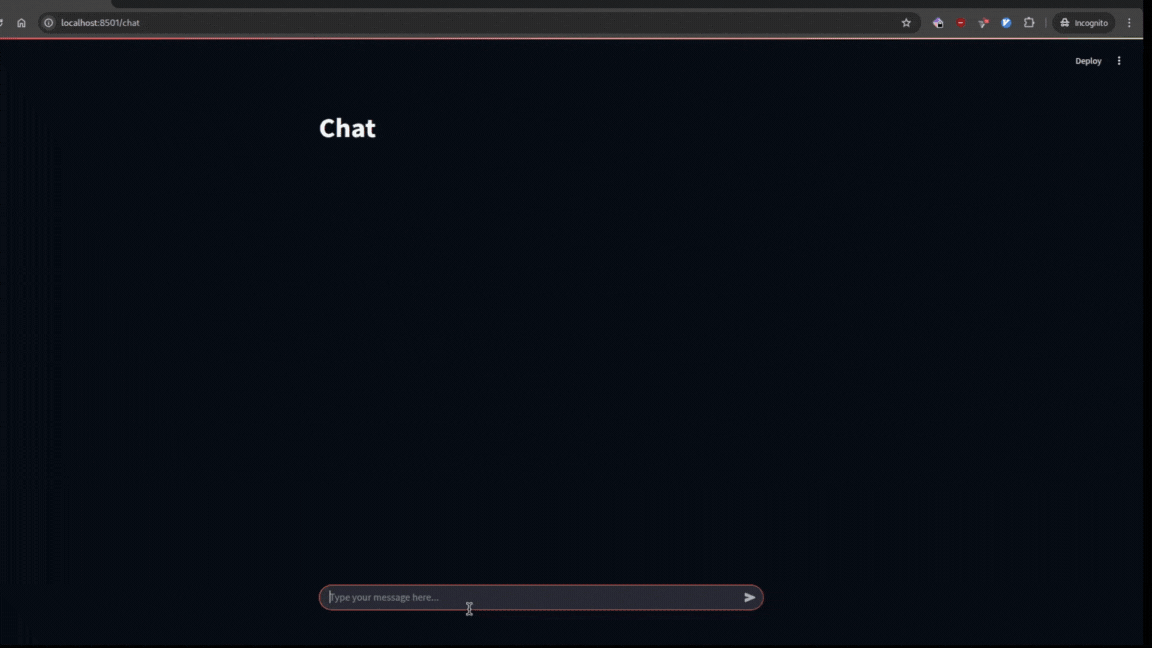 localhost:8501/chat
Incognito
Deploy
Chat
Type your message here...